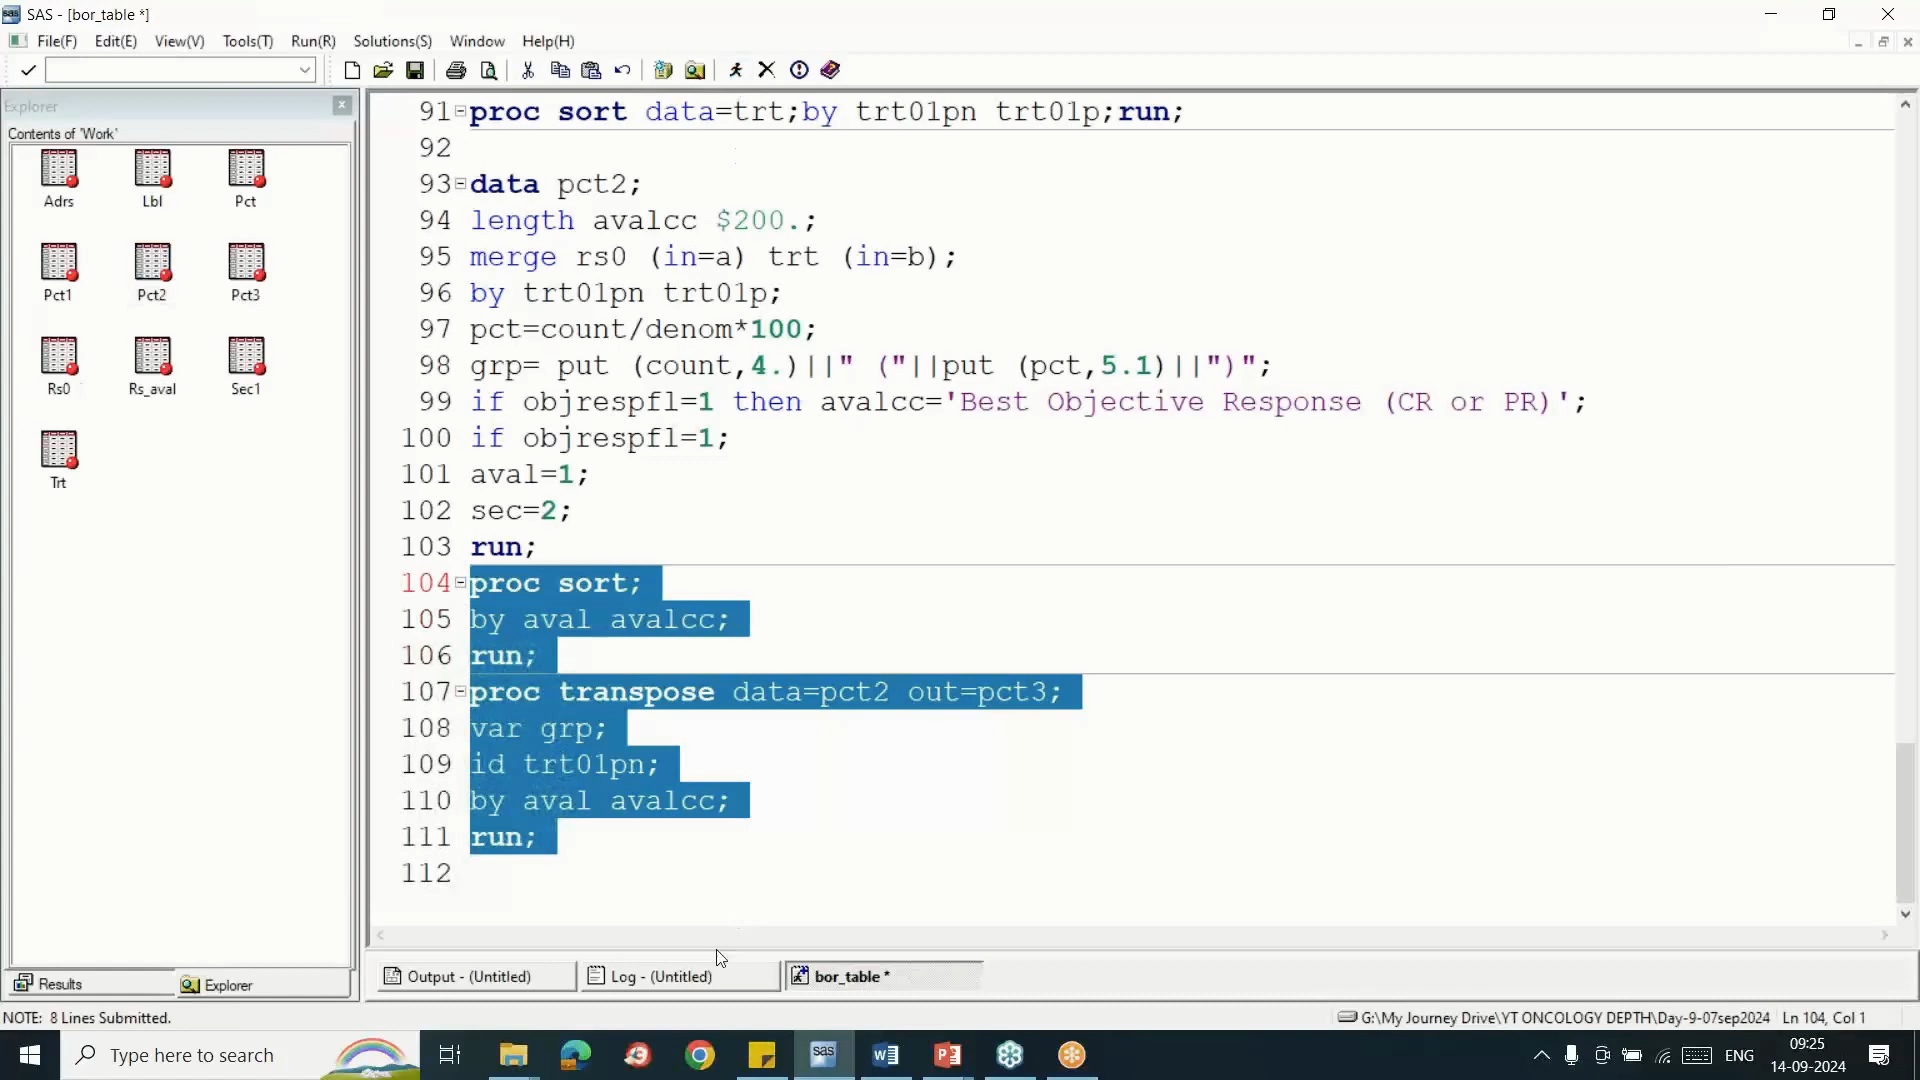 SAS - [bor_table *]
File(F) Edit(E) View(V) Tools(T) Run(R) Solutions(S) Window Help(H)
Explorer
Contents of 'Work'
Adrs Lbl Pct
Pct1 Pct2 Pct3
Rs0 Rs_aval Sec1
Trt
91 proc sort data=trt;by trt01pn trt01p;run;
92
93 data pct2;
94 length avalcc $200.;
95 merge rs0 (in=a) trt (in=b);
96 by trt01pn trt01p;
97 pct=count/denom*100;
98 grp= put (count,4.)||" ("||put (pct,5.1)||")";
99 if objrespfl=1 then avalcc='Best Objective Response (CR or PR)';
100 if objrespfl=1;
101 aval=1;
102 sec=2;
103 run;
104 proc sort;
105 by aval avalcc;
106 run;
107 proc transpose data=pct2 out=pct3;
108 var grp;
109 id trt01pn;
110 by aval avalcc;
111 run;
112
Results Explorer
Output - (Untitled) Log - (Untitled) bor_table *
NOTE: 8 Lines Submitted.
G:\My Journey Drive\YT ONCOLOGY DEPTH\Day-9-07sep2024 Ln 104, Col 1
Type here to search
ENG
09:25
14-09-2024